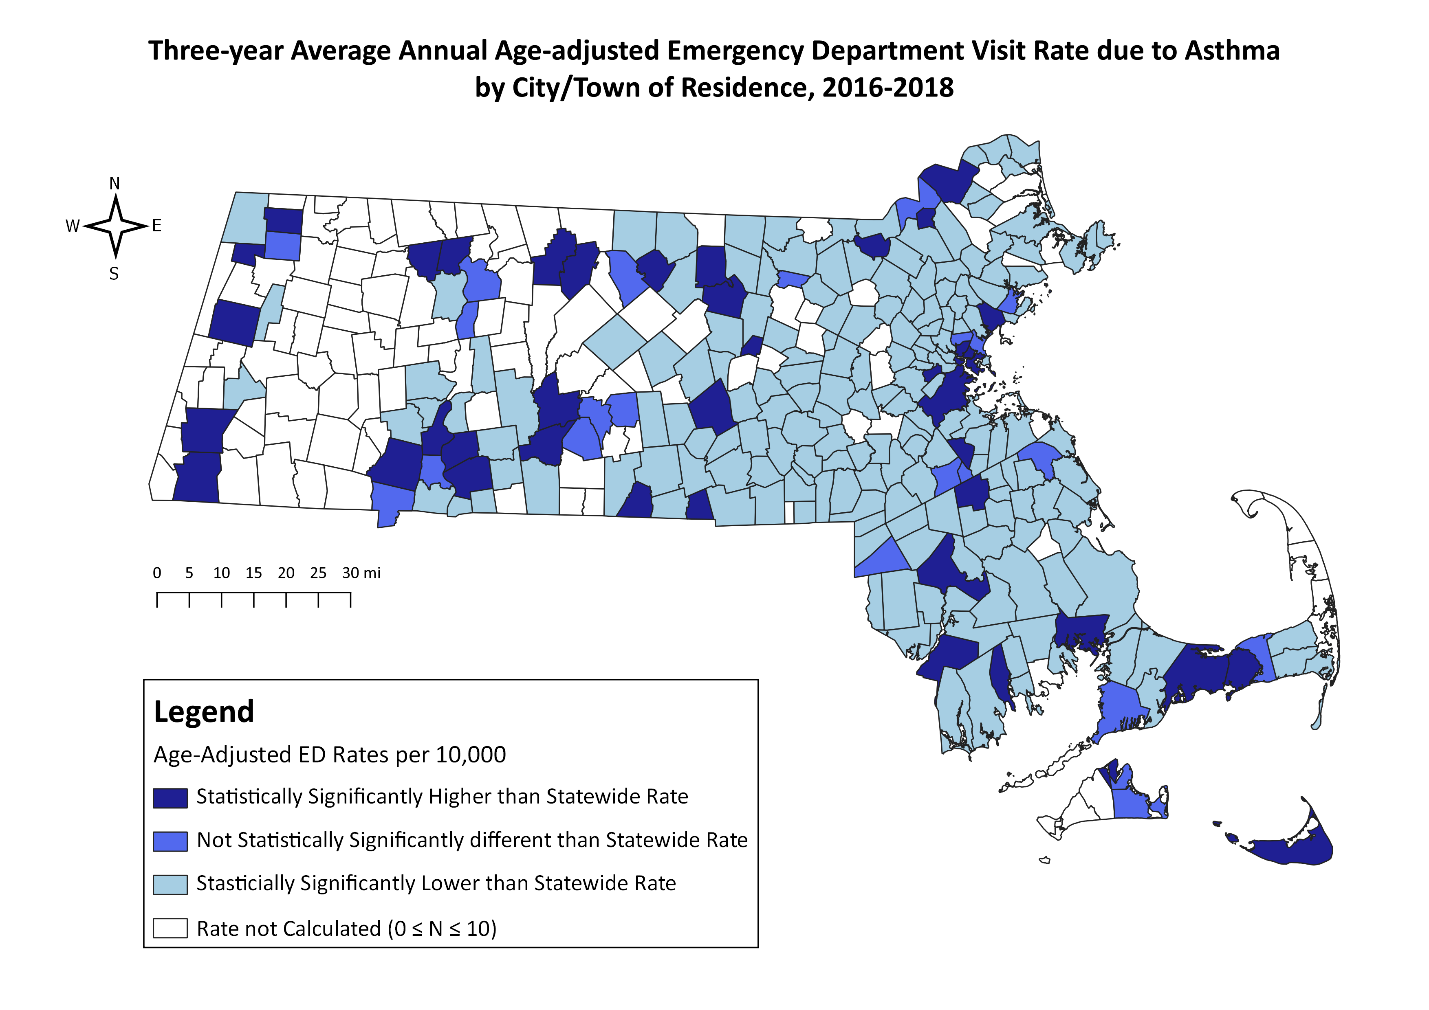 Three-year Average Annual Age-adjusted Emergency Department Visit Rate due to Asthma
by City/Town of Residence, 2016-2018
N
W E
S
0 5 10 15 20 25 30 mi
Legend
Age-Adjusted ED Rates per 10,000
Statistically Significantly Higher than Statewide Rate
Not Statistically Significantly different than Statewide Rate
Stasticially Significantly Lower than Statewide Rate
Rate not Calculated (0 ≤ N ≤ 10)